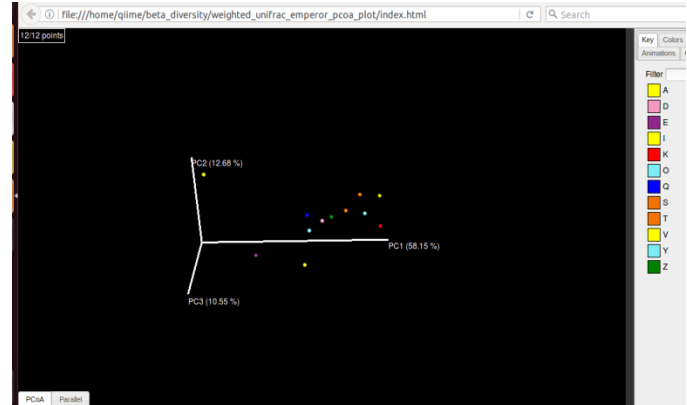 file:///home/qiime/beta_diversity/weighted_unifrac_emperor_pcoa_plot/index.html
Search
12/12 points
Key Colors
Animations
Filter
A
D
E
I
K
O
Q
S
T
V
Y
Z
PC2 (12.68 %)
PC1 (58.15 %)
PC3 (10.55 %)
PCoA Parallel